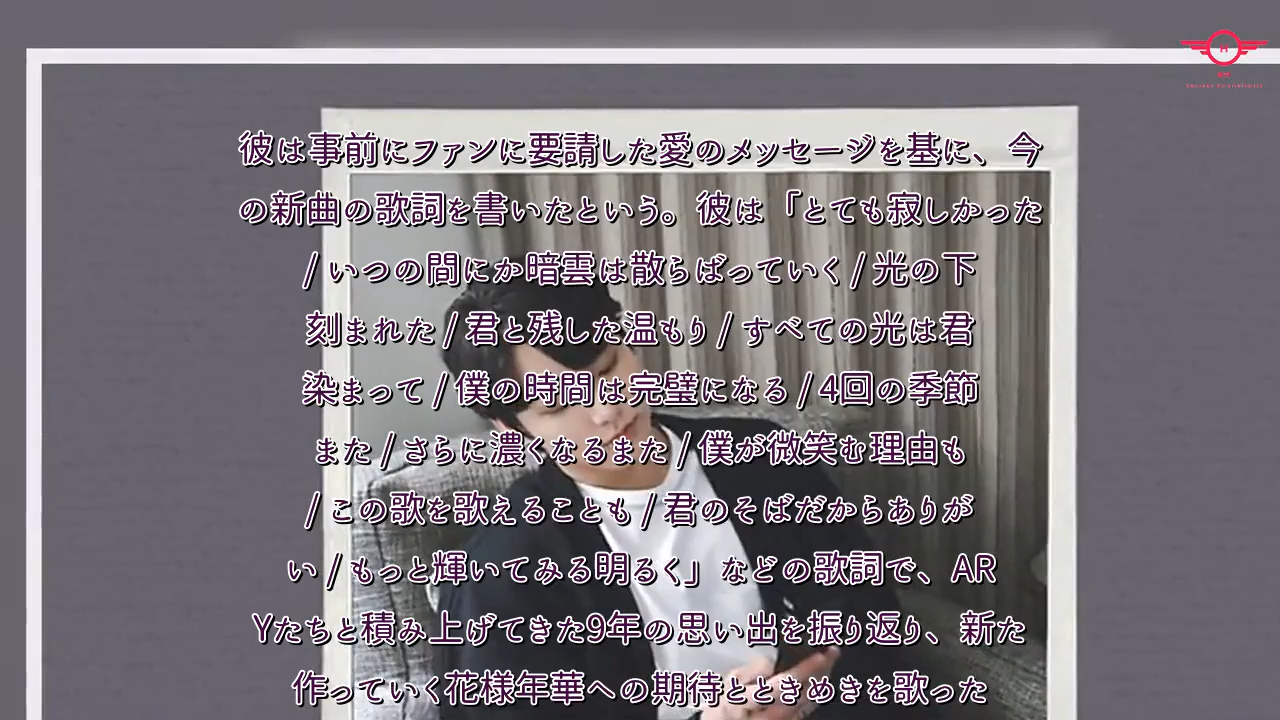 彼は事前にファンに要請した愛のメッセージを基に、今
の新曲の歌詞を書いたという。彼は「とても寂しかった
/ いつの間にか暗雲は散らばっていく / 光の下
刻まれた / 君と残した温もり / すべての光は君
染まって / 僕の時間は完璧になる / 4回の季節
また / さらに濃くなるまた / 僕が微笑む理由も
/ この歌を歌えることも / 君のそばだからありが
い / もっと輝いてみる明るく」などの歌詞で、AR
Yたちと積み上げてきた9年の思い出を振り返り、新た
作っていく花様年華への期待とときめきを歌った